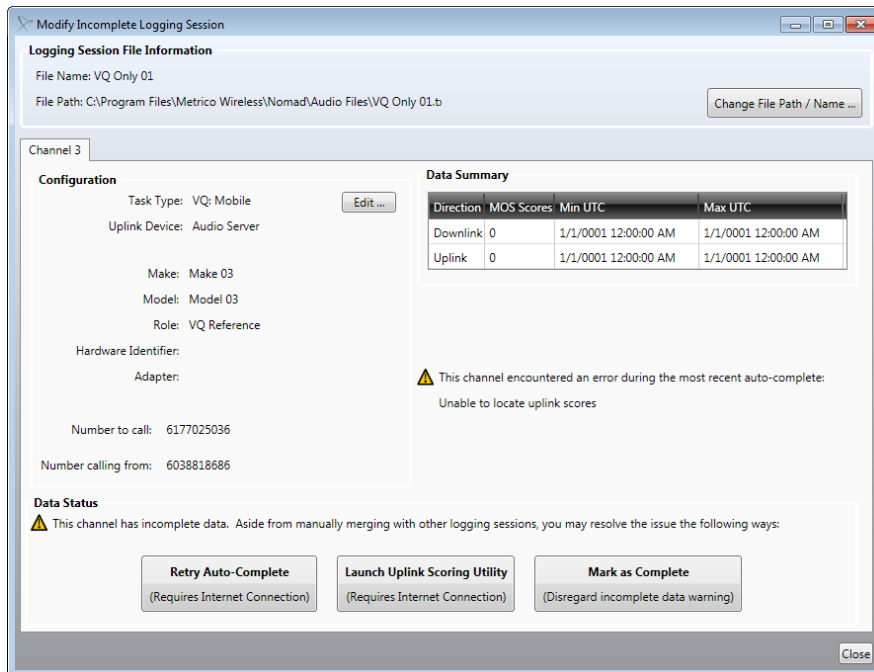 Modify Incomplete Logging Session
Logging Session File Information
File Name: VQ Only 01
File Path: C:\Program Files\Metrico Wireless\Nomad\Audio Files\VQ Only 01.b
Change File Path / Name ...
Channel 3
Configuration
Task Type: VQ: Mobile
Edit ...
Uplink Device: Audio Server
Make: Make 03
Model: Model 03
Role: VQ Reference
Hardware Identifier:
Adapter:
Number to call: 6177025036
Number calling from: 6038818686
Data Summary
Direction MOS Scores Min UTC Max UTC
Downlink 0 1/1/0001 12:00:00 AM 1/1/0001 12:00:00 AM
Uplink 0 1/1/0001 12:00:00 AM 1/1/0001 12:00:00 AM
This channel encountered an error during the most recent auto-complete:
Unable to locate uplink scores
Data Status
This channel has incomplete data. Aside from manually merging with other logging sessions, you may resolve the issue the following ways:
Retry Auto-Complete
(Requires Internet Connection)
Launch Uplink Scoring Utility
(Requires Internet Connection)
Mark as Complete
(Disregard incomplete data warning)
Close